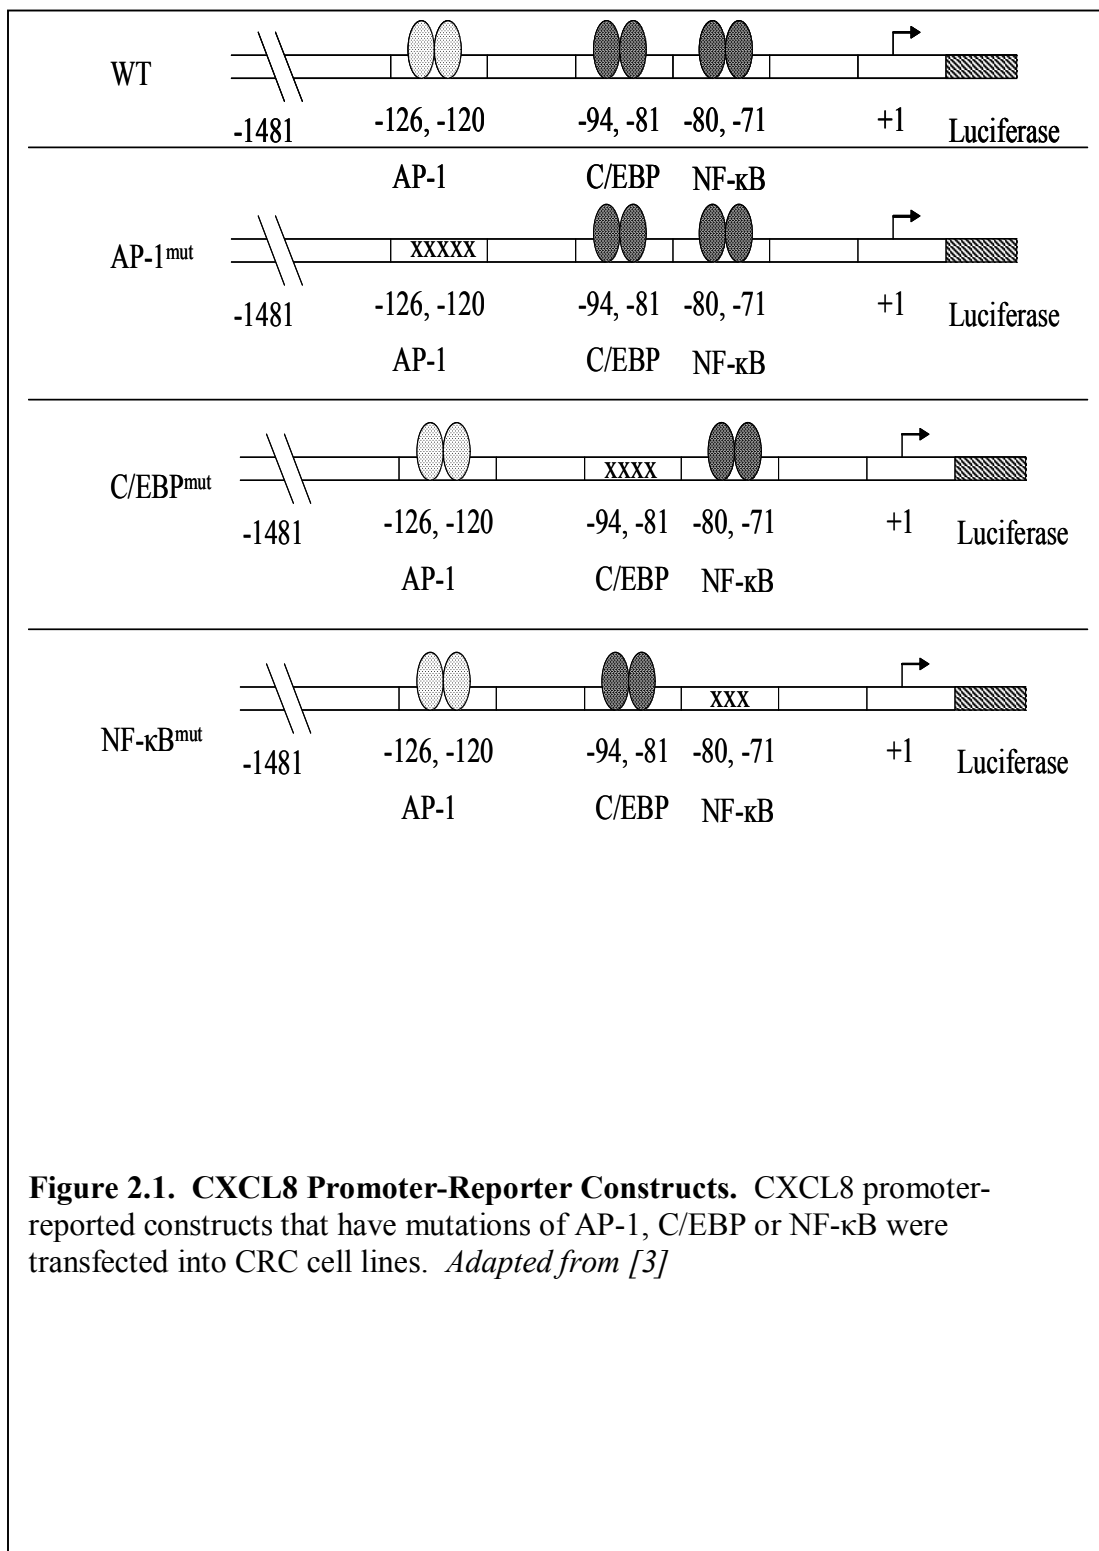 WT
-1481 -126, -120 -94, -81 -80, -71 +1 Luciferase
AP-1 C/EBP NF-κB
AP-1mut
XXXXX
-1481 -126, -120 -94, -81 -80, -71 +1 Luciferase
AP-1 C/EBP NF-κB
C/EBPmut
XXXX
-1481 -126, -120 -94, -81 -80, -71 +1 Luciferase
AP-1 C/EBP NF-κB
NF-κBmut
XXX
-1481 -126, -120 -94, -81 -80, -71 +1 Luciferase
AP-1 C/EBP NF-κB
Figure 2.1. CXCL8 Promoter-Reporter Constructs. CXCL8 promoter-
reported constructs that have mutations of AP-1, C/EBP or NF-κB were
transfected into CRC cell lines. Adapted from [3]